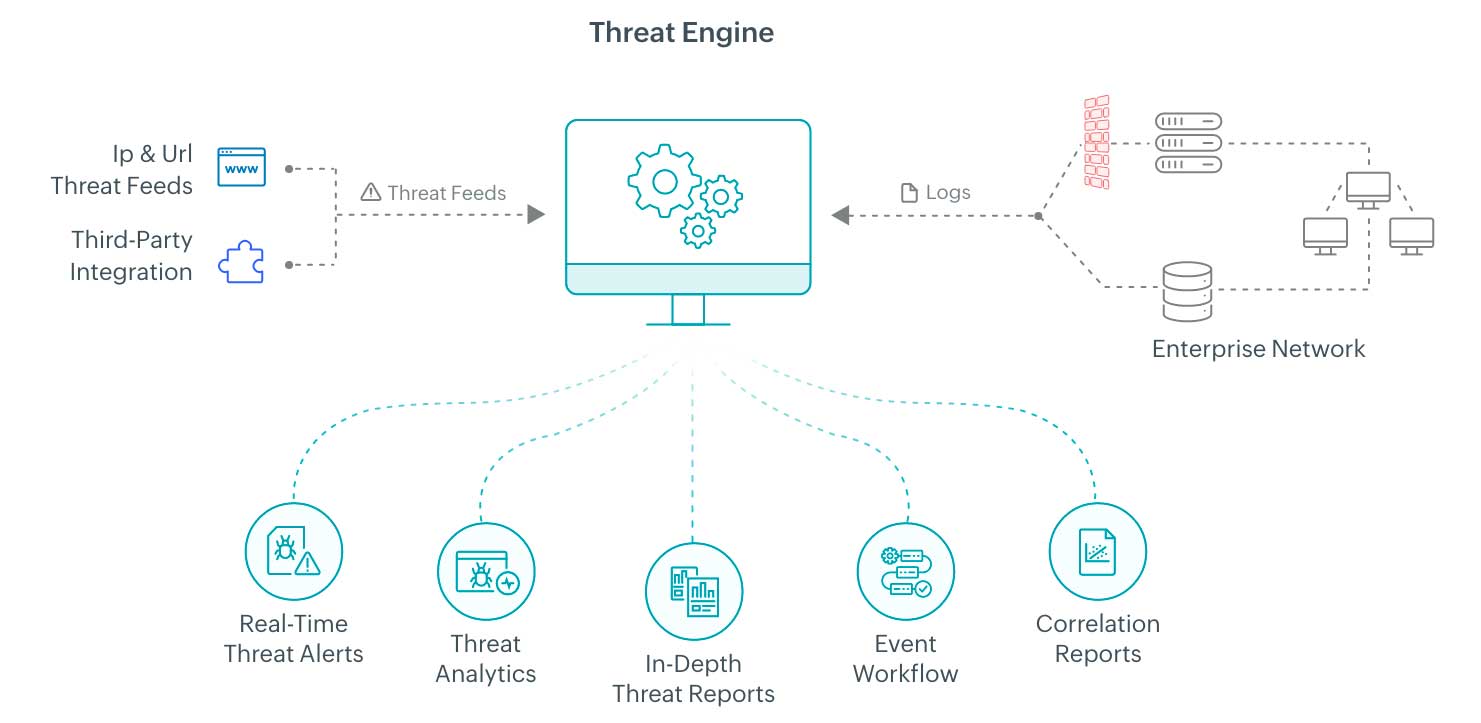 Threat Engine
Ip & Url
Threat Feeds
www
Third-Party
Integration
Threat Feeds
Logs
Enterprise Network
Real-Time
Threat Alerts
Threat
Analytics
In-Depth
Threat Reports
Event
Workflow
Correlation
Reports